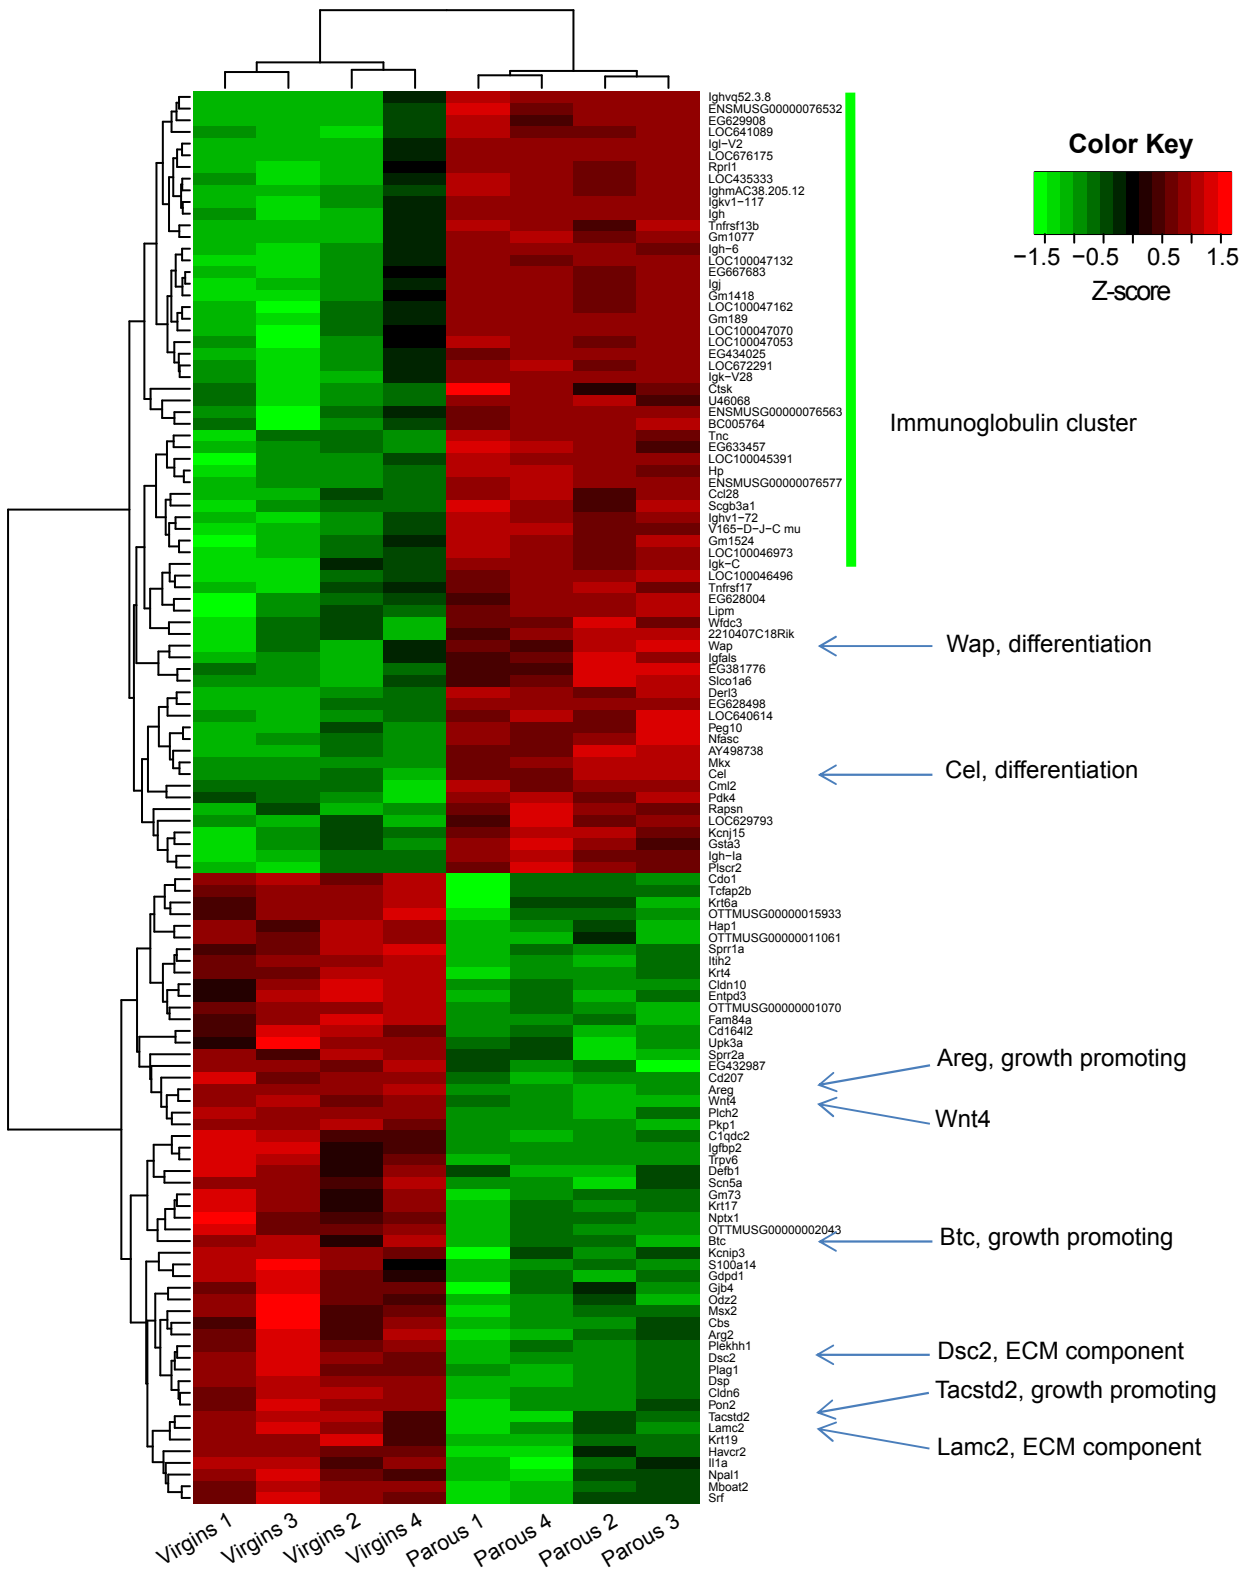 Ighvq52.3.8
ENSMUSG00000076532
EG629908
LOC641089
Igl−V2
LOC676175
Rprl1
LOC435333
IghmAC38.205.12
Igkv1−117
Igh
Tnfrsf13b
Gm1077
Igh−6
LOC100047132
EG667683
Igj
Gm1418
LOC100047162
Gm189
LOC100047070
LOC100047053
EG434025
LOC672291
Igk−V28
Ctsk
U46068
ENSMUSG00000076563
BC005764
Tnc
EG633457
LOC100045391
Hp
ENSMUSG00000076577
Ccl28
Scgb3a1
Ighv1−72
V165−D−J−C mu
Gm1524
LOC100046973
Igk−C
LOC100046496
Tnfrsf17
EG628004
Lipm
Wfdc3
2210407C18Rik
Wap
Igfals
EG381776
Slco1a6
Derl3
EG628498
LOC640614
Peg10
Nfasc
AY498738
Mkx
Cel
Cml2
Pdk4
Rapsn
LOC629793
Kcnj15
Gsta3
Igh−Ia
Plscr2
Cdo1
Tcfap2b
Krt6a
OTTMUSG00000015933
Hap1
OTTMUSG00000011061
Sprr1a
Itih2
Krt4
Cldn10
Entpd3
OTTMUSG00000001070
Fam84a
Cd164l2
Upk3a
Sprr2a
EG432987
Cd207
Areg
Wnt4
Plch2
Pkp1
C1qdc2
Igfbp2
Trpv6
Defb1
Scn5a
Gm73
Krt17
Nptx1
OTTMUSG00000002043
Btc
Kcnip3
S100a14
Gdpd1
Gjb4
Odz2
Msx2
Cbs
Arg2
Plekhh1
Dsc2
Plag1
Dsp
Cldn6
Pon2
Tacstd2
Lamc2
Krt19
Havcr2
Il1a
Npal1
Mboat2
Srf
Color Key
−1.5 −0.5 0.5 1.5
Z-score
Immunoglobulin cluster
Wap, differentiation
Cel, differentiation
Areg, growth promoting
Wnt4
Btc, growth promoting
Dsc2, ECM component
Tacstd2, growth promoting
Lamc2, ECM component
Virgins 1 Virgins 3 Virgins 2 Virgins 4 Parous 1 Parous 4 Parous 2 Parous 3